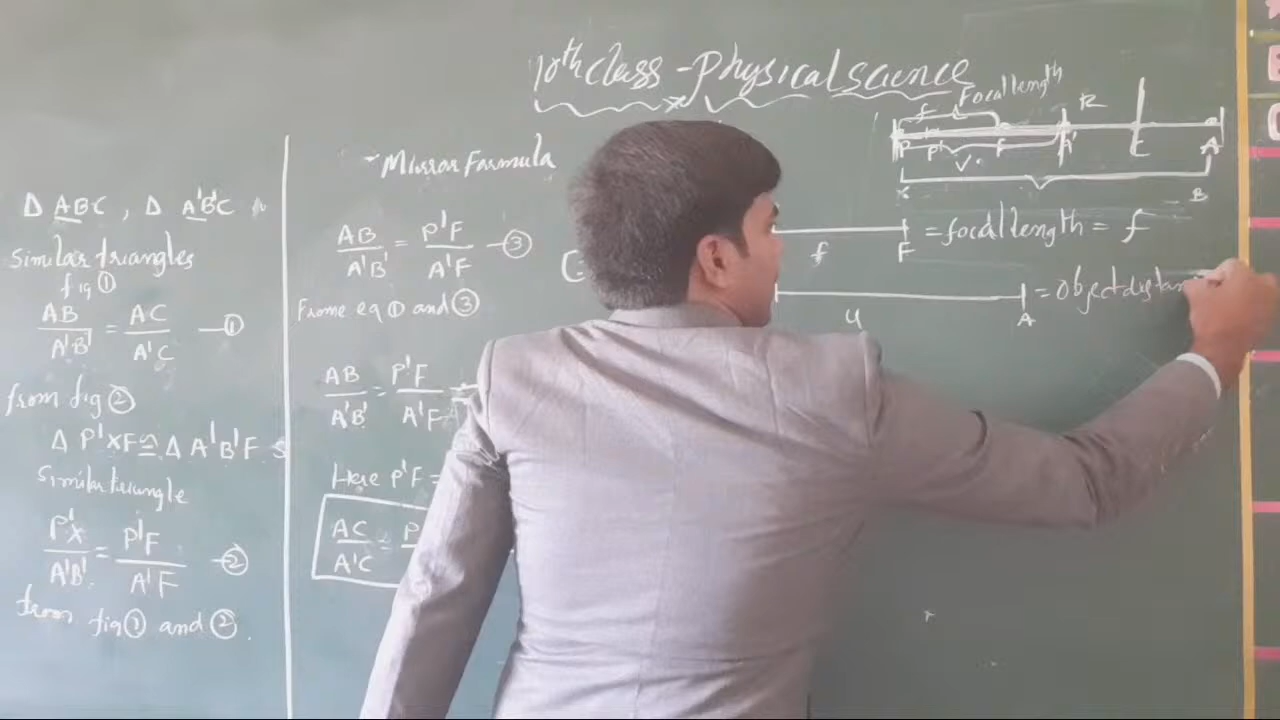 10th class - Physical science
Δ ABC, Δ A'B'C
Similar triangles
fig ①
AB/A'B' = AC/A'C —①
from fig ②
Δ P'XF ≅ Δ A'B'F S
Similar triangle
P'X/A'B' = P'F/A'F —②
from fig ① and ②.
Mirror Formula
AB/A'B' = P'F/A'F —③
Frome eq ① and ③
AB/A'B' = P'F/A'F =
Here P'F =
AC/A'C = P
f Focal length R
P P' F A' C A
V.
X B
f F = focal length = f
u A = object distan